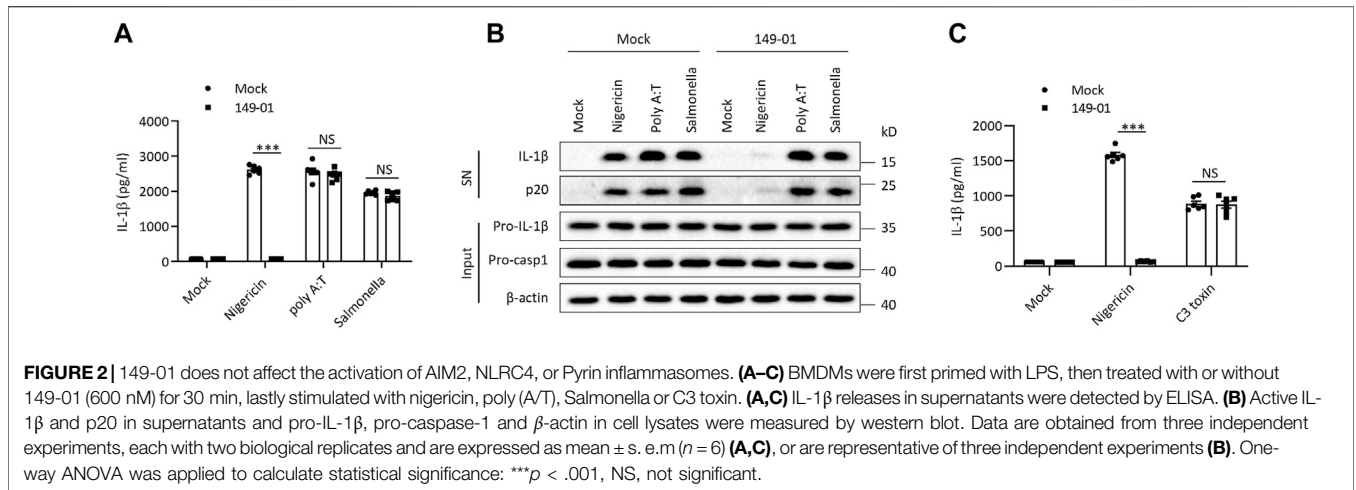 A
Mock
149-01
IL-1β (pg/ml)
4000
3000
2000
1000
0
***
NS
NS
Mock
Nigericin
poly A:T
Salmonella
B
Mock
149-01
Mock
Nigericin
Poly A:T
Salmonella
Mock
Nigericin
Poly A:T
Salmonella
kD
SN
IL-1β
15
p20
25
Input
Pro-IL-1β
35
Pro-casp1
40
β-actin
40
C
Mock
149-01
IL-1β (pg/ml)
2000
1500
1000
500
0
***
NS
Mock
Nigericin
C3 toxin
FIGURE 2 | 149-01 does not affect the activation of AIM2, NLRC4, or Pyrin inflammasomes. (A–C) BMDMs were first primed with LPS, then treated with or without
149-01 (600 nM) for 30 min, lastly stimulated with nigericin, poly (A/T), Salmonella or C3 toxin. (A,C) IL-1β releases in supernatants were detected by ELISA. (B) Active IL-
1β and p20 in supernatants and pro-IL-1β, pro-caspase-1 and β-actin in cell lysates were measured by western blot. Data are obtained from three independent
experiments, each with two biological replicates and are expressed as mean ± s. e.m (n = 6) (A,C), or are representative of three independent experiments (B). One-
way ANOVA was applied to calculate statistical significance: ***p < .001, NS, not significant.